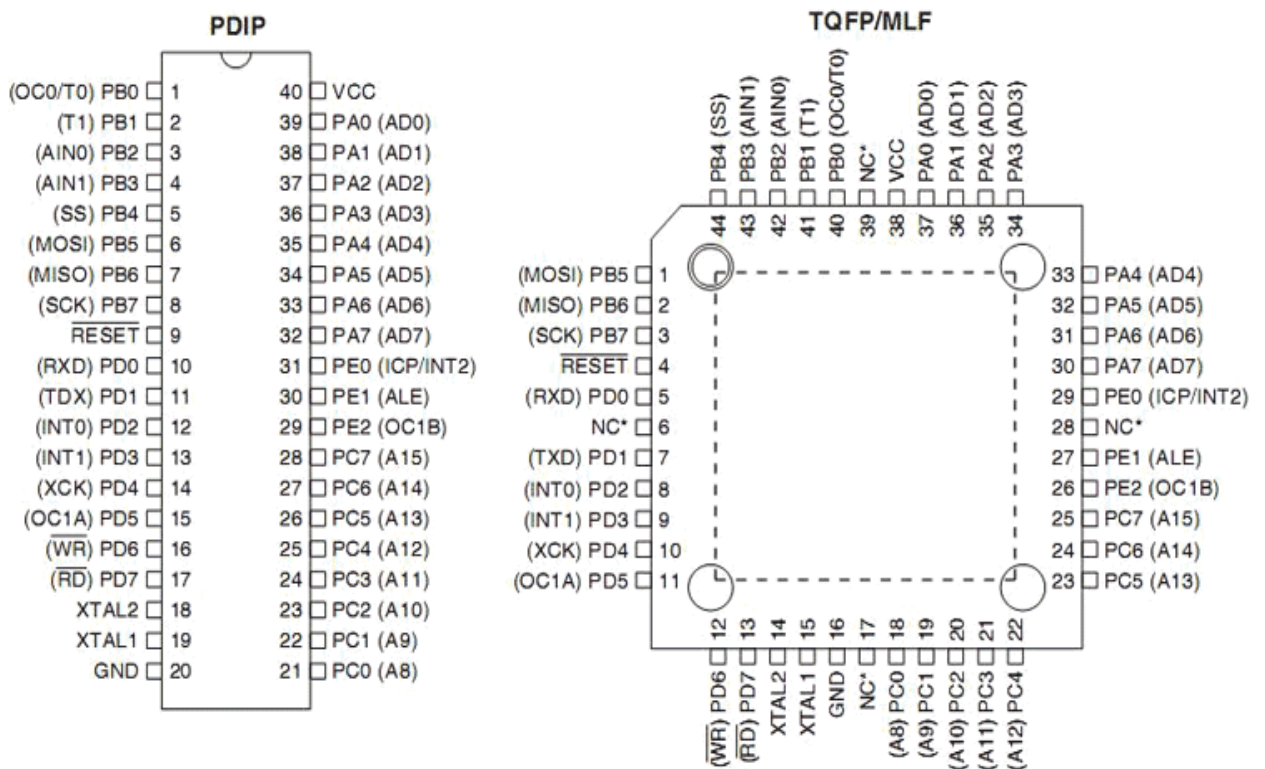 PDIP
(OC0/T0) PB0 1 40 VCC
(T1) PB1 2 39 PA0 (AD0)
(AIN0) PB2 3 38 PA1 (AD1)
(AIN1) PB3 4 37 PA2 (AD2)
(SS) PB4 5 36 PA3 (AD3)
(MOSI) PB5 6 35 PA4 (AD4)
(MISO) PB6 7 34 PA5 (AD5)
(SCK) PB7 8 33 PA6 (AD6)
RESET 9 32 PA7 (AD7)
(RXD) PD0 10 31 PE0 (ICP/INT2)
(TDX) PD1 11 30 PE1 (ALE)
(INT0) PD2 12 29 PE2 (OC1B)
(INT1) PD3 13 28 PC7 (A15)
(XCK) PD4 14 27 PC6 (A14)
(OC1A) PD5 15 26 PC5 (A13)
(WR) PD6 16 25 PC4 (A12)
(RD) PD7 17 24 PC3 (A11)
XTAL2 18 23 PC2 (A10)
XTAL1 19 22 PC1 (A9)
GND 20 21 PC0 (A8)
TQFP/MLF
PB4 (SS)
PB3 (AIN1)
PB2 (AIN0)
PB1 (T1)
PB0 (OC0/T0)
NC*
VCC
PA0 (AD0)
PA1 (AD1)
PA2 (AD2)
PA3 (AD3)
44 43 42 41 40 39 38 37 36 35 34
(MOSI) PB5 1 33 PA4 (AD4)
(MISO) PB6 2 32 PA5 (AD5)
(SCK) PB7 3 31 PA6 (AD6)
RESET 4 30 PA7 (AD7)
(RXD) PD0 5 29 PE0 (ICP/INT2)
NC* 6 28 NC*
(TXD) PD1 7 27 PE1 (ALE)
(INT0) PD2 8 26 PE2 (OC1B)
(INT1) PD3 9 25 PC7 (A15)
(XCK) PD4 10 24 PC6 (A14)
(OC1A) PD5 11 23 PC5 (A13)
12 13 14 15 16 17 18 19 20 21 22
(WR) PD6
(RD) PD7
XTAL2
XTAL1
GND
NC*
(A8) PC0
(A9) PC1
(A10) PC2
(A11) PC3
(A12) PC4